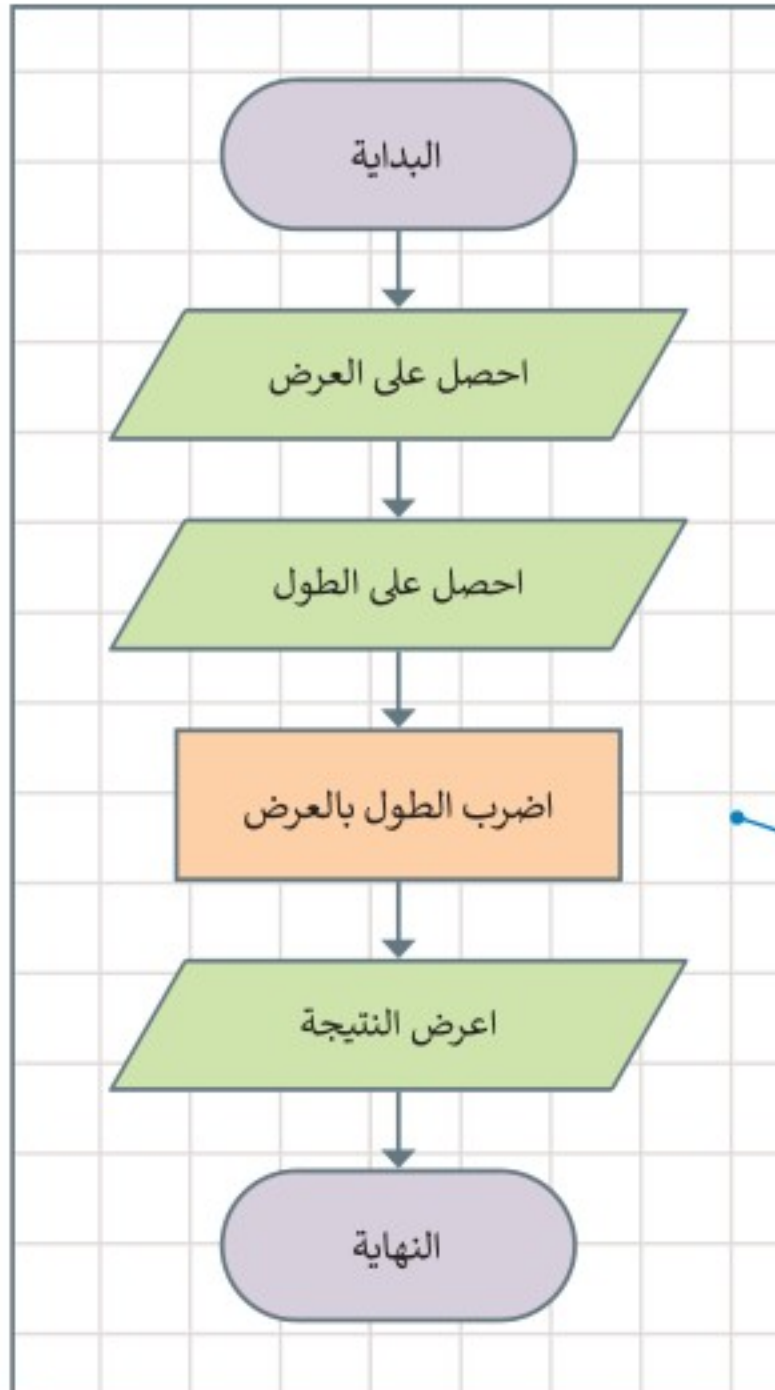 البداية
احصل على العرض
احصل على الطول
اضرب الطول بالعرض
اعرض النتيجة
النهاية